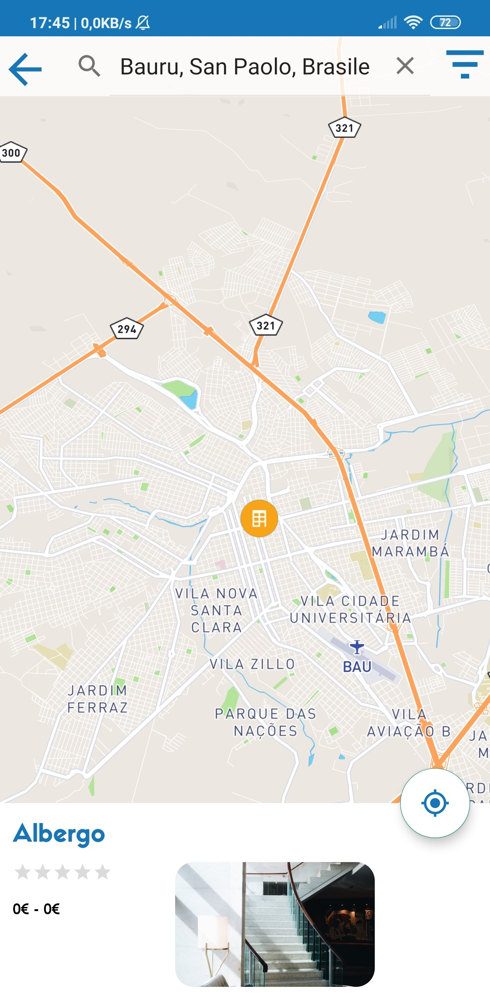 17:45 | 0,0KB/s
72
Bauru, San Paolo, Brasile
321
300
294
321
JARDIM
MARAMBÁ
VILA NOVA
SANTA
CLARA
VILA CIDADE
UNIVERSITÁRIA
VILA ZILLO
BAU
JARDIM
FERRAZ
PARQUE DAS
NAÇÕES
VILA
AVIAÇÃO B
JA
M
RDI
Albergo
0€ - 0€